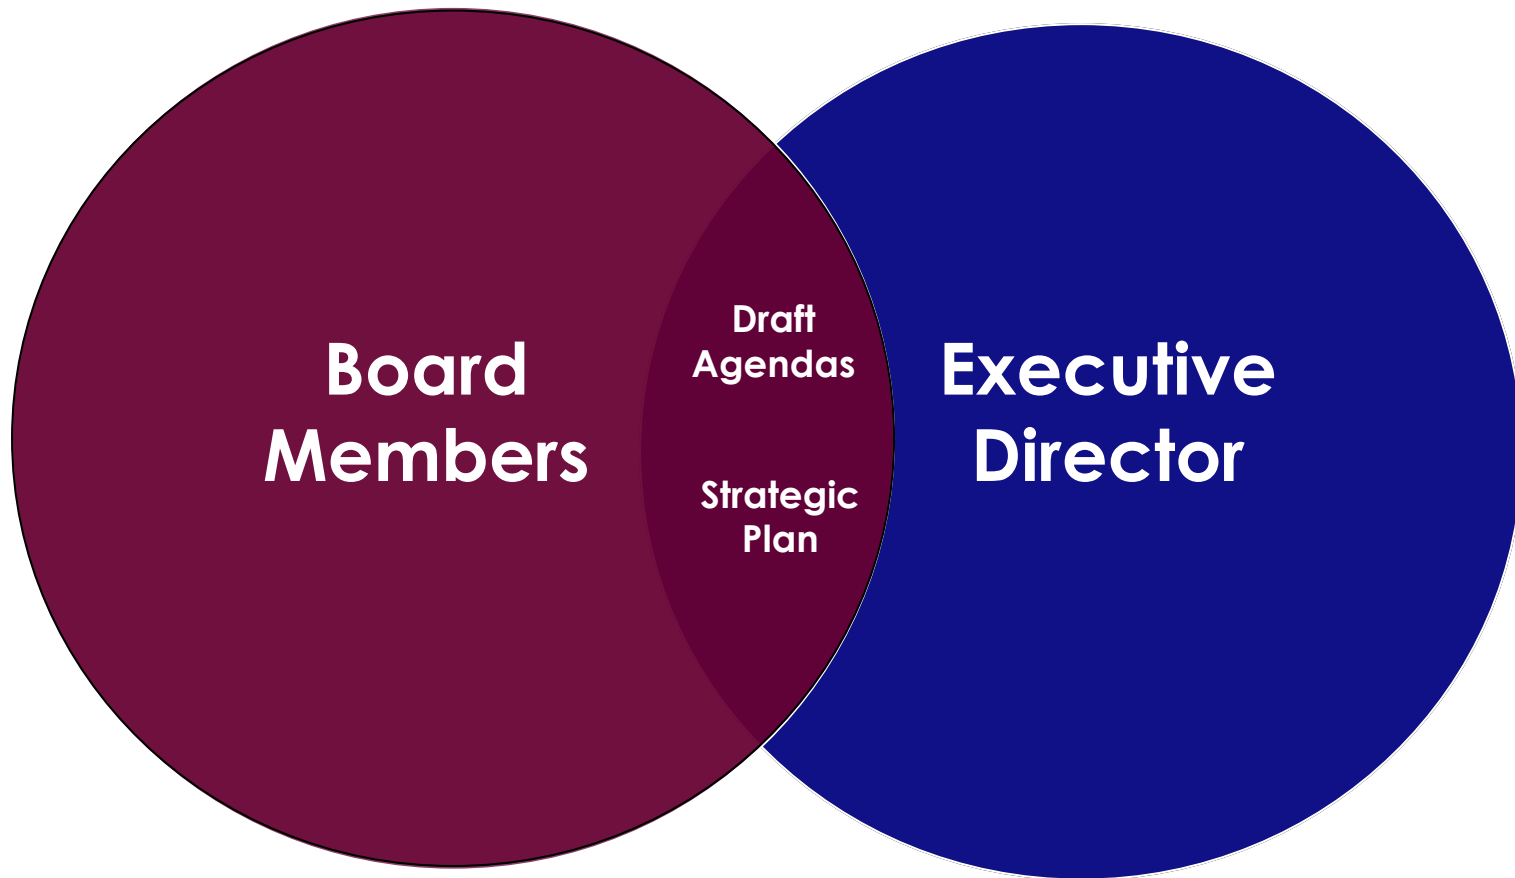 Board
Members
Draft
Agendas
Strategic
Plan
Executive
Director